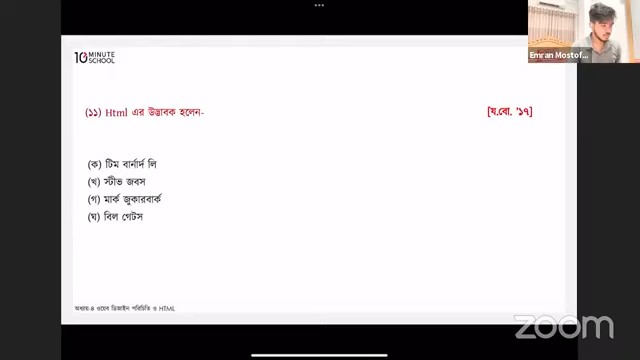 Emran Mostof...
10 MINUTE
SCHOOL
(১১) Html এর উদ্ভাবক হলেন- [য.বো. '১৭]
(ক) টিম বার্নার্দ লি
(খ) স্টীভ জবস
(গ) মার্ক জুকারবার্ক
(ঘ) বিল গেটস
অধ্যায় ৪ ওয়েব ডিজাইন পরিচিতি ও HTML
zoom